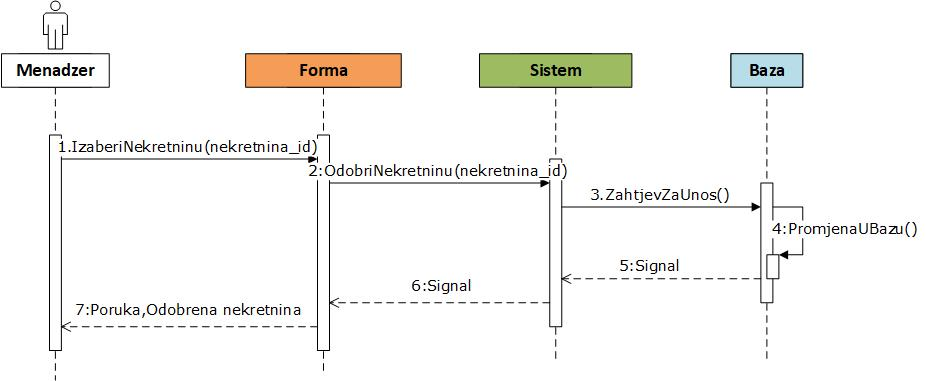 Menadzer
Forma
Sistem
Baza
1.IzaberiNekretninu(nekretnina_id)
2:OdobriNekretninu(nekretnina_id)
3.ZahtjevZaUnos()
4:PromjenaUBazu()
5:Signal
6:Signal
7:Poruka,Odobrena nekretnina